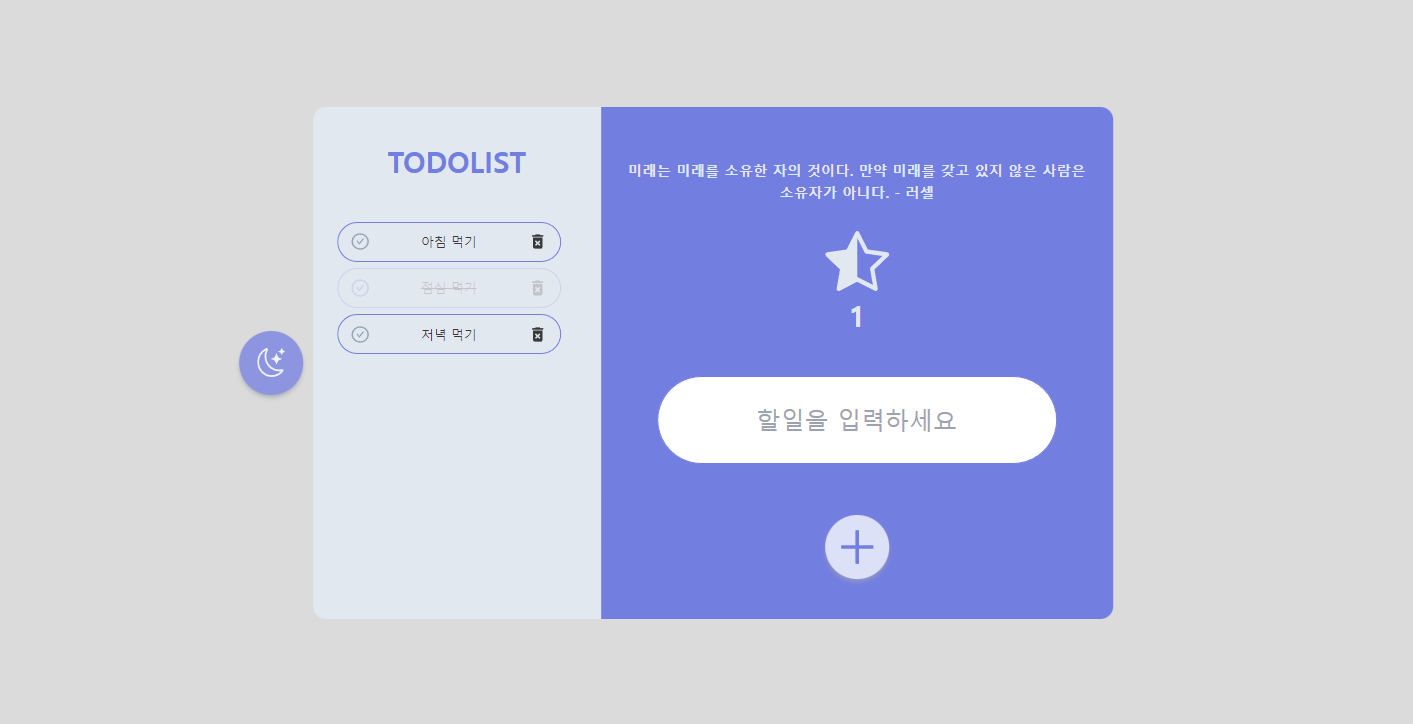 TODOLIST
아침 먹기
점심 먹기
저녁 먹기
미래는 미래를 소유한 자의 것이다. 만약 미래를 갖고 있지 않은 사람은
소유자가 아니다. - 러셀
1
할일을 입력하세요